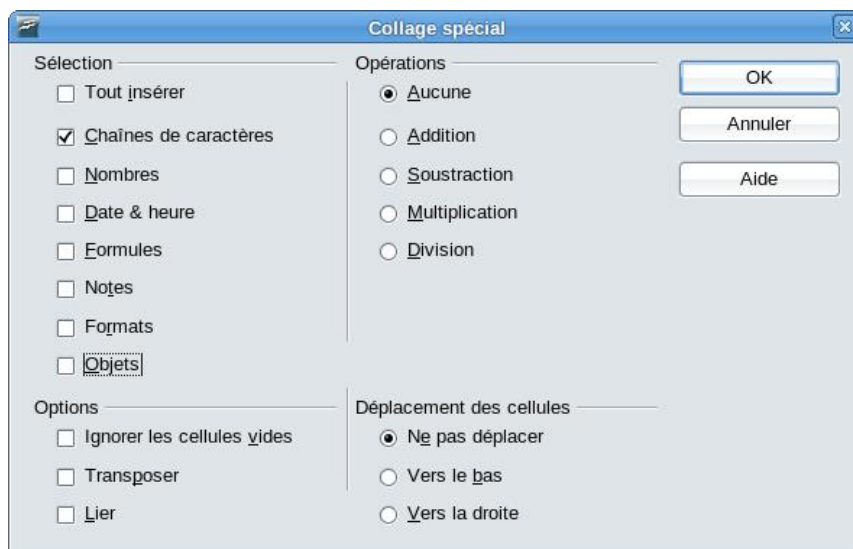 Collage spécial
Sélection
Tout insérer
Chaînes de caractères
Nombres
Date & heure
Formules
Notes
Formats
Objets
Opérations
Aucune
Addition
Soustraction
Multiplication
Division
OK
Annuler
Aide
Options
Ignorer les cellules vides
Transposer
Lier
Déplacement des cellules
Ne pas déplacer
Vers le bas
Vers la droite